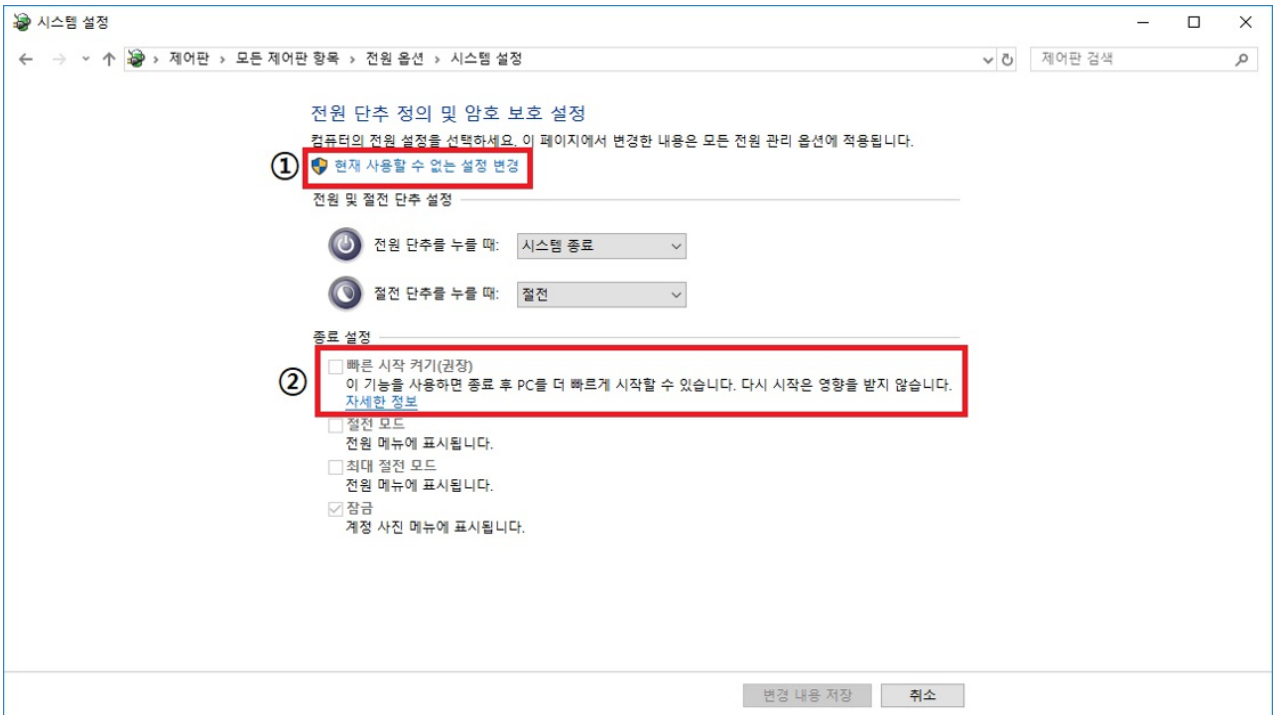 시스템 설정
제어판 › 모든 제어판 항목 › 전원 옵션 › 시스템 설정
제어판 검색
전원 단추 정의 및 암호 보호 설정
컴퓨터의 전원 설정을 선택하세요. 이 페이지에서 변경한 내용은 모든 전원 관리 옵션에 적용됩니다.
① 현재 사용할 수 없는 설정 변경
전원 및 절전 단추 설정
전원 단추를 누를 때: 시스템 종료
절전 단추를 누를 때: 절전
종료 설정
빠른 시작 켜기(권장)
② 이 기능을 사용하면 종료 후 PC를 더 빠르게 시작할 수 있습니다. 다시 시작은 영향을 받지 않습니다.
자세한 정보
절전 모드
전원 메뉴에 표시됩니다.
최대 절전 모드
전원 메뉴에 표시됩니다.
잠금
계정 사진 메뉴에 표시됩니다.
변경 내용 저장 취소